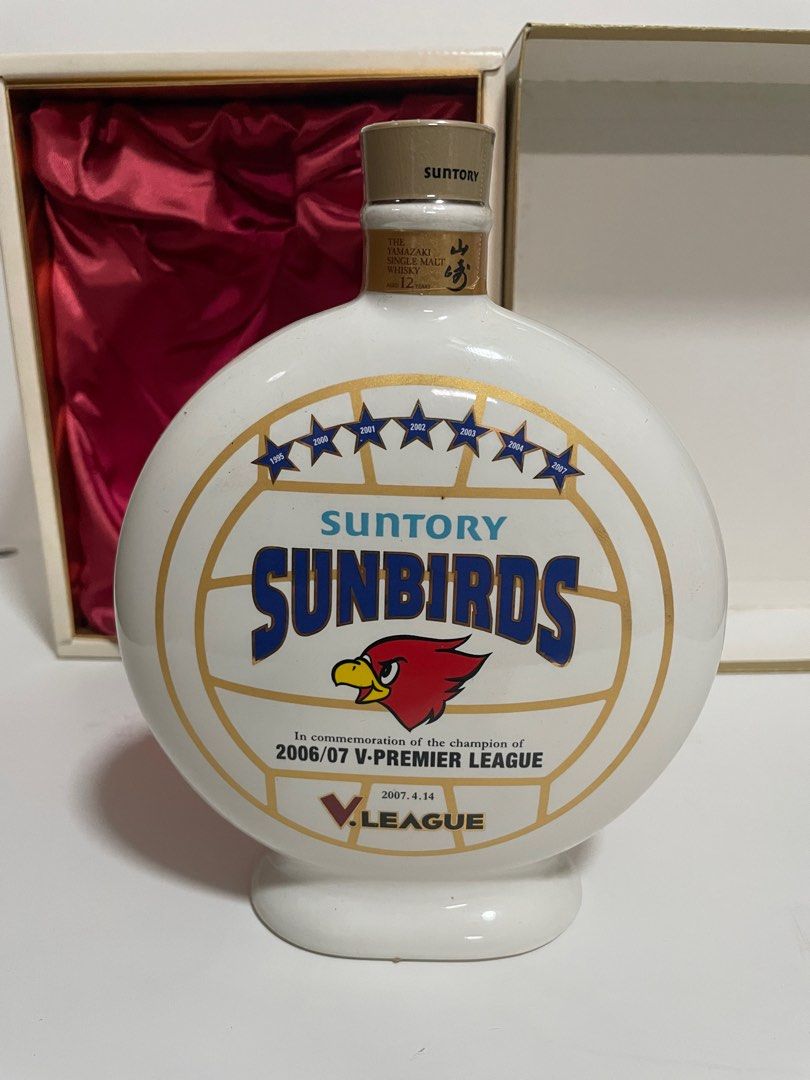 SUNTORY
THE
YAMAZAKI
SINGLE MALT
WHISKY
AGED 12 YEARS
山崎
1995 2000 2001 2002 2003 2004 2007
SUNTORY
SUNBIRDS
In commemoration of the champion of
2006/07 V·PREMIER LEAGUE
2007.4.14
V.LEAGUE